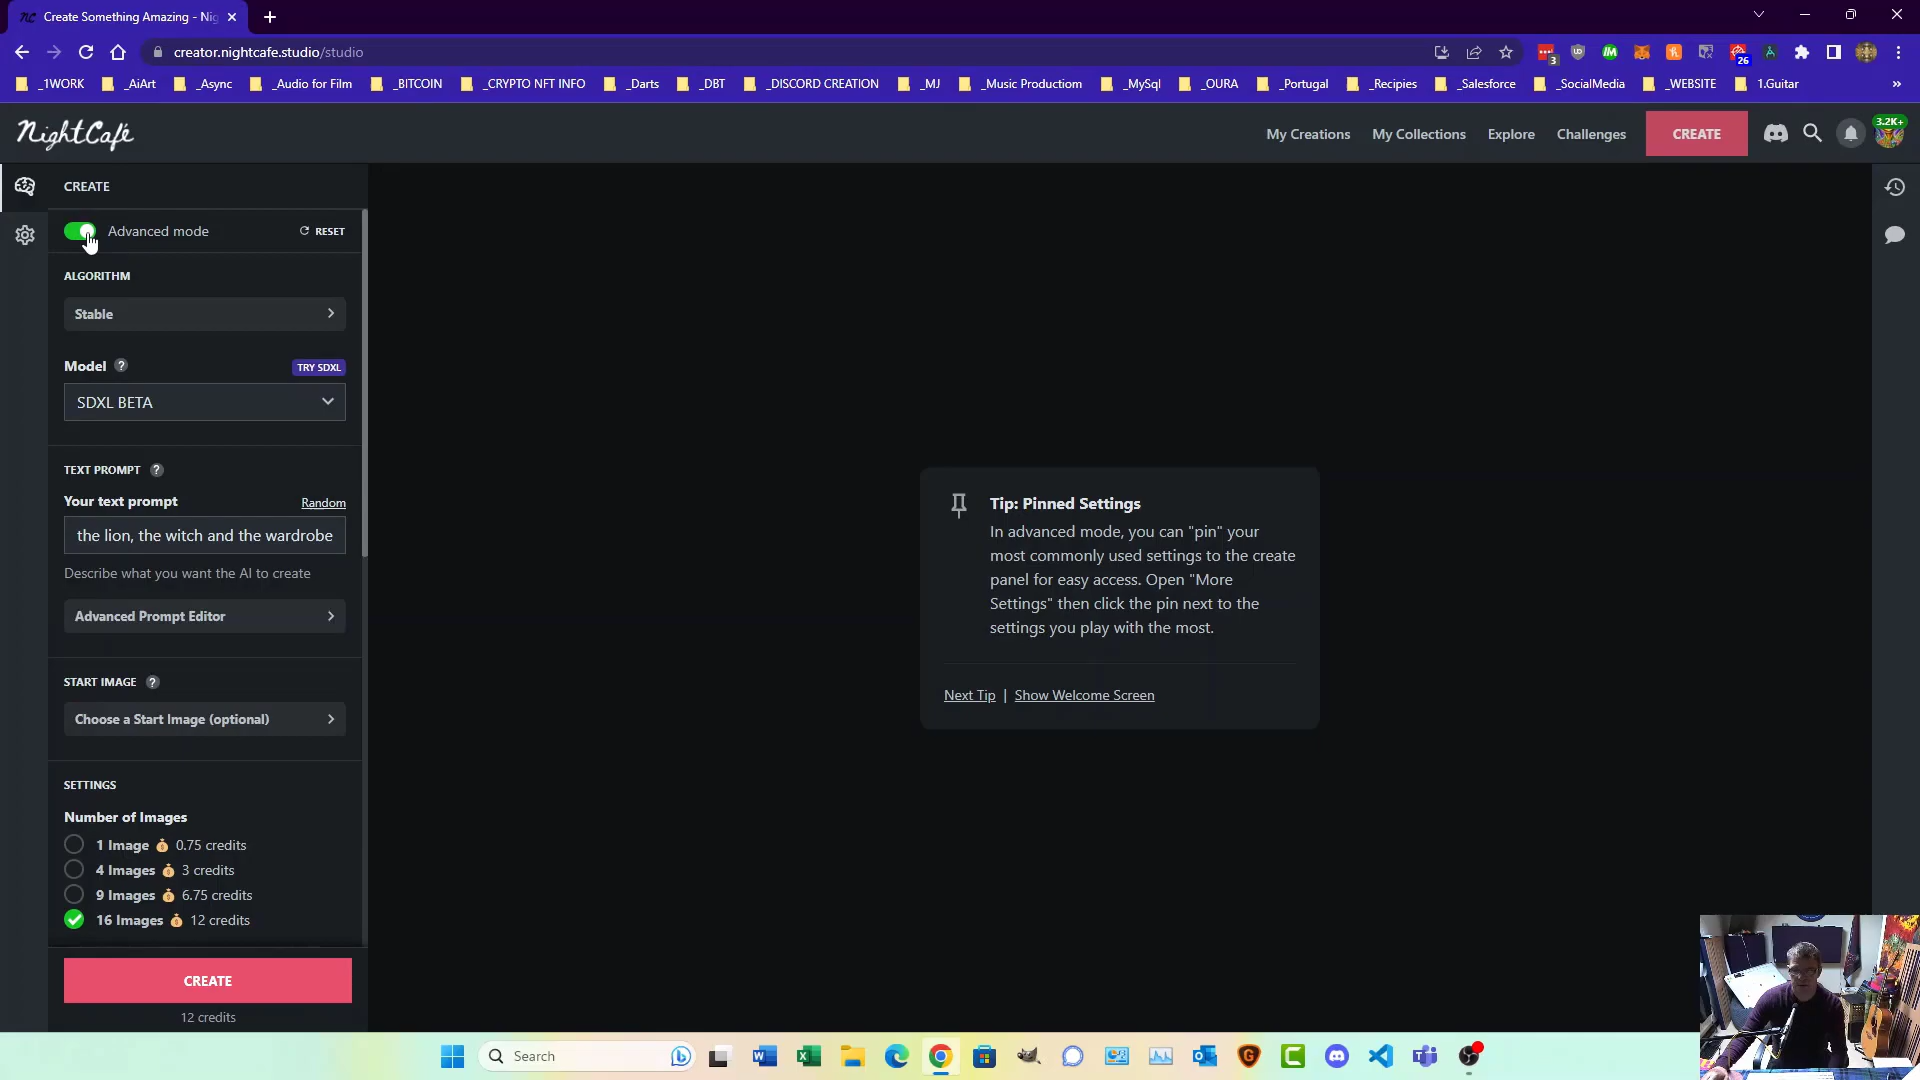 Create Something Amazing - Nig
creator.nightcafe.studio/studio
3
26
_1WORK
_AiArt
_Async
_Audio for Film
_BITCOIN
_CRYPTO NFT INFO
_Darts
_DBT
_DISCORD CREATION
_MJ
_Music Productiom
_MySql
_OURA
_Portugal
_Recipies
_Salesforce
_SocialMedia
_WEBSITE
1.Guitar
»
NightCafé
My Creations
My Collections
Explore
Challenges
CREATE
3.2K+
CREATE
Advanced mode
RESET
ALGORITHM
Stable
Model ?
TRY SDXL
SDXL BETA
TEXT PROMPT ?
Your text prompt
Random
the lion, the witch and the wardrobe
Describe what you want the AI to create
Advanced Prompt Editor
START IMAGE ?
Choose a Start Image (optional)
SETTINGS
Number of Images
1 Image 💰 0.75 credits
4 Images 💰 3 credits
9 Images 💰 6.75 credits
16 Images 💰 12 credits
CREATE
12 credits
Tip: Pinned Settings
In advanced mode, you can "pin" your
most commonly used settings to the create
panel for easy access. Open "More
Settings" then click the pin next to the
settings you play with the most.
Next Tip | Show Welcome Screen
Search